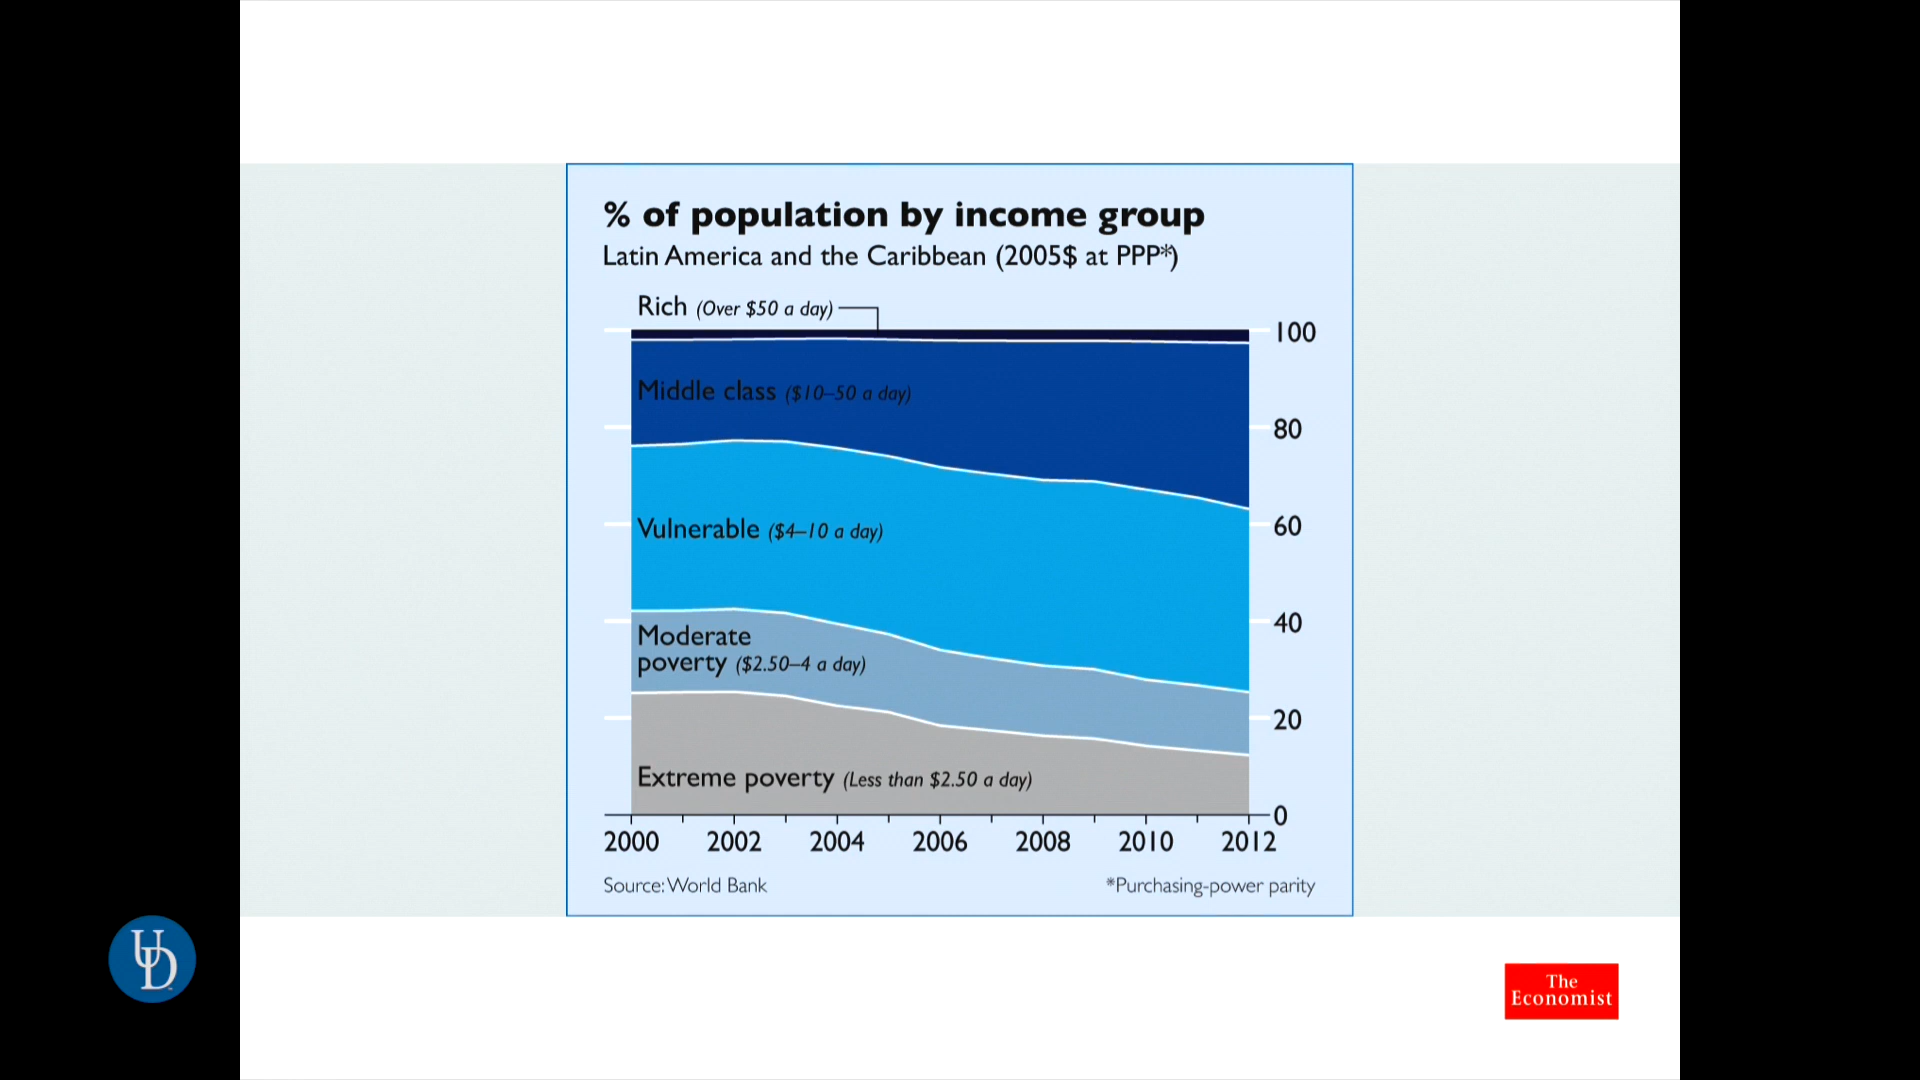 % of population by income group
Latin America and the Caribbean (2005$ at PPP*)
Rich (Over $50 a day)
100
Middle class ($10–50 a day)
80
Vulnerable ($4–10 a day)
60
40
Moderate
poverty ($2.50–4 a day)
20
Extreme poverty (Less than $2.50 a day)
0
2000 2002 2004 2006 2008 2010 2012
Source: World Bank *Purchasing-power parity
UD
The
Economist